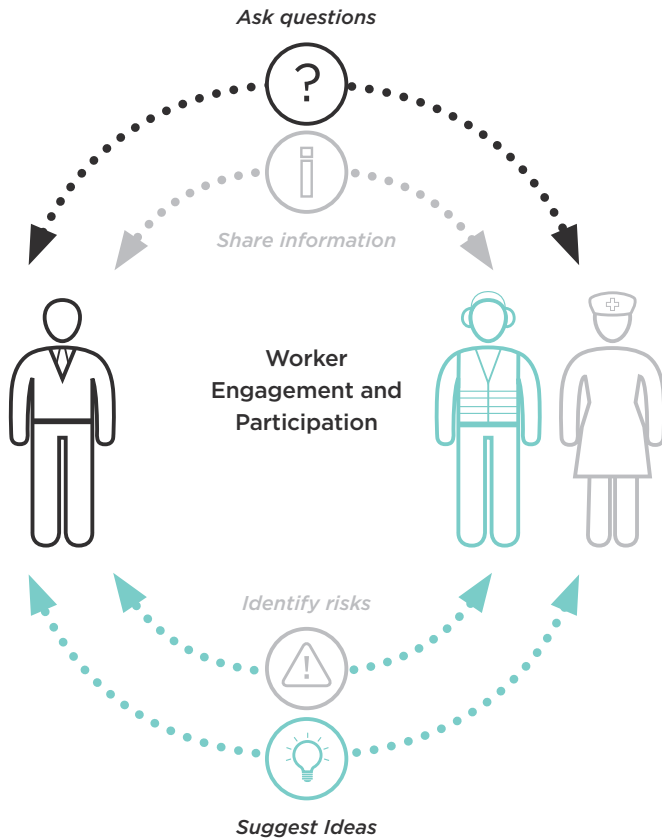 Ask questions
?
Share information
Worker
Engagement and
Participation
Identify risks
!
Suggest Ideas